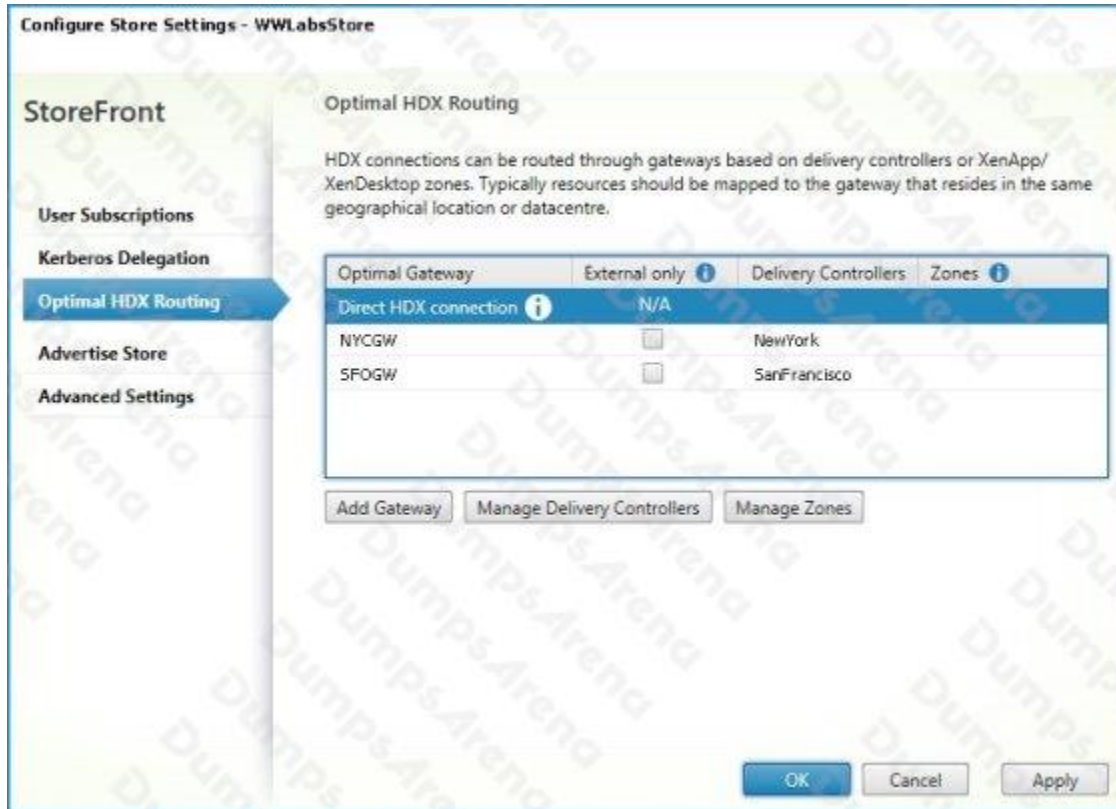 Configure Store Settings - WWLabsStore
StoreFront
User Subscriptions
Kerberos Delegation
Optimal HDX Routing
Advertise Store
Advanced Settings
Optimal HDX Routing
HDX connections can be routed through gateways based on delivery controllers or XenApp/
XenDesktop zones. Typically resources should be mapped to the gateway that resides in the same
geographical location or datacentre.
Optimal Gateway External only Delivery Controllers Zones
Direct HDX connection N/A
NYCGW NewYork
SFOGW SanFrancisco
Add Gateway Manage Delivery Controllers Manage Zones
OK Cancel Apply
DumpsArena